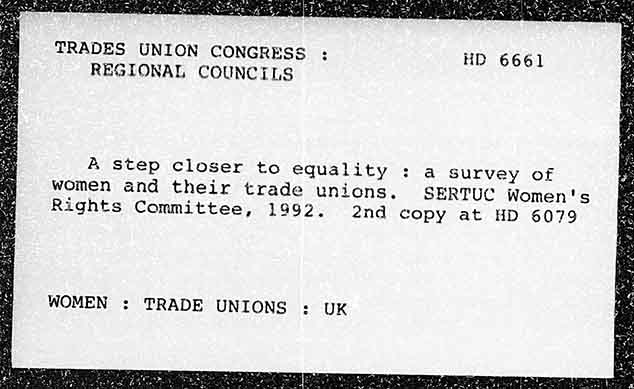 TRADES UNION CONGRESS : HD 6661
REGIONAL COUNCILS
A step closer to equality : a survey of
women and their trade unions. SERTUC Women's
Rights Committee, 1992. 2nd copy at HD 6079
WOMEN : TRADE UNIONS : UK